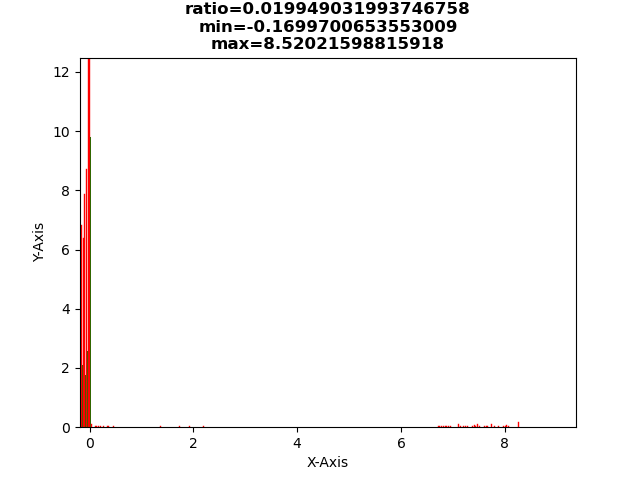 ratio=0.019949031993746758
min=-0.1699700653553009
max=8.52021598815918
12
10
8
6
4
2
0
Y-Axis
0 2 4 6 8
X-Axis